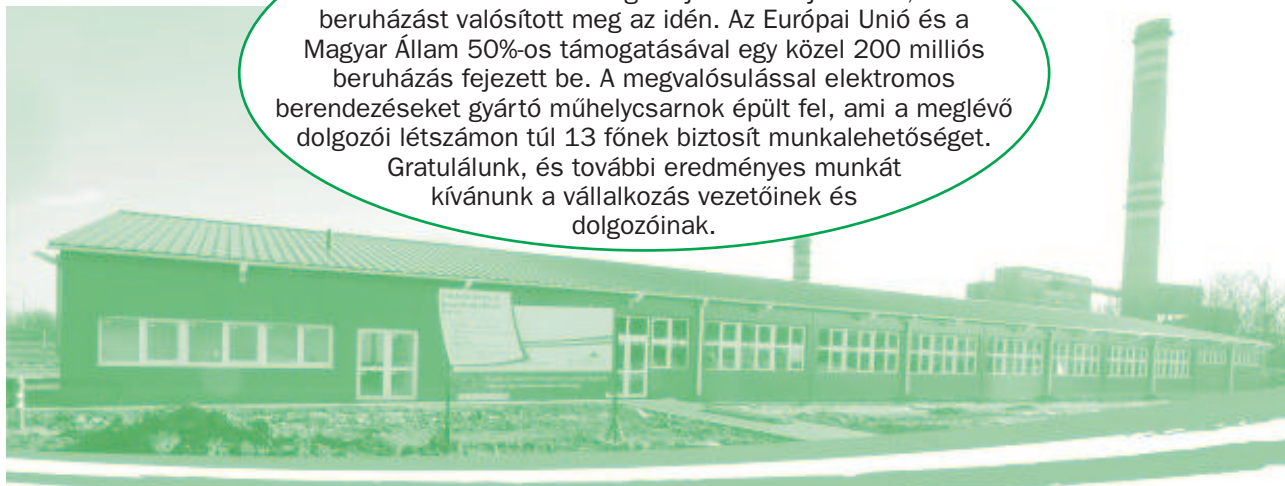 beruházást valósított meg az idén. Az Európai Unió és a
Magyar Állam 50%-os támogatásával egy közel 200 milliós
beruházás fejezett be. A megvalósulással elektromos
berendezéseket gyártó műhelycsarnok épült fel, ami a meglévő
dolgozói létszámon túl 13 főnek biztosít munkalehetőséget.
Gratulálunk, és további eredményes munkát
kívánunk a vállalkozás vezetőinek és
dolgozóinak.